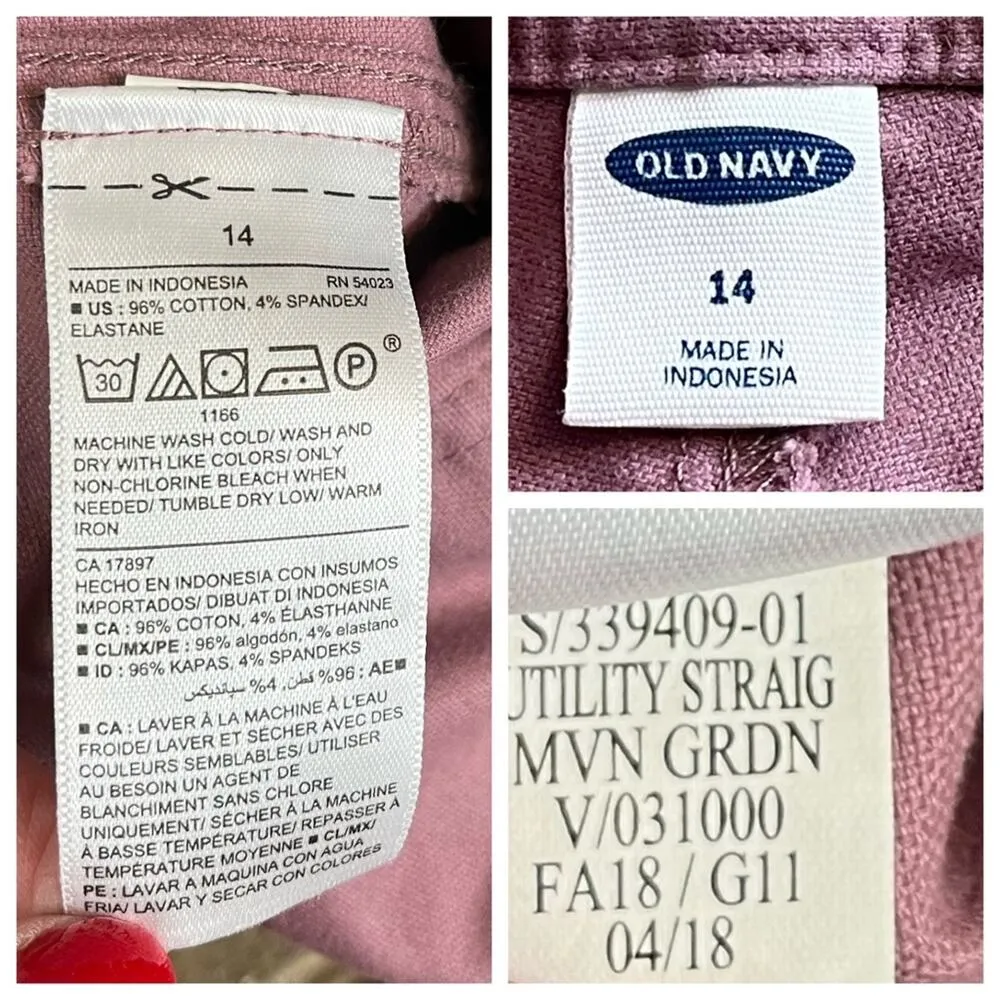 14
MADE IN INDONESIA RN 54023
■ US : 96% COTTON, 4% SPANDEX/
ELASTANE
30 P ®
1166
MACHINE WASH COLD/ WASH AND
DRY WITH LIKE COLORS/ ONLY
NON-CHLORINE BLEACH WHEN
NEEDED/ TUMBLE DRY LOW/ WARM
IRON
CA 17897
HECHO EN INDONESIA CON INSUMOS
IMPORTADOS/ DIBUAT DI INDONESIA
■ CA : 96% COTON, 4% ÉLASTHANNE
■ CL/MX/PE : 96% algodón, 4% elastano
■ ID : 96% KAPAS, 4% SPANDEKS
■AE : 96% قطن, 4% سباندیکس
■ CA : LAVER À LA MACHINE À L'EAU
FROIDE/ LAVER ET SÉCHER AVEC DES
COULEURS SEMBLABLES/ UTILISER
AU BESOIN UN AGENT DE
BLANCHIMENT SANS CHLORE
UNIQUEMENT/ SÉCHER À LA MACHINE
À BASSE TEMPÉRATURE/ REPASSER À
TEMPÉRATURE MOYENNE ■ CL/MX/
PE : LAVAR A MAQUINA CON AGUA
FRIA/ LAVAR Y SECAR CON COLORES
OLD NAVY
14
MADE IN
INDONESIA
S/339409-01
UTILITY STRAIG
MVN GRDN
V/031000
FA18 / G11
04/18